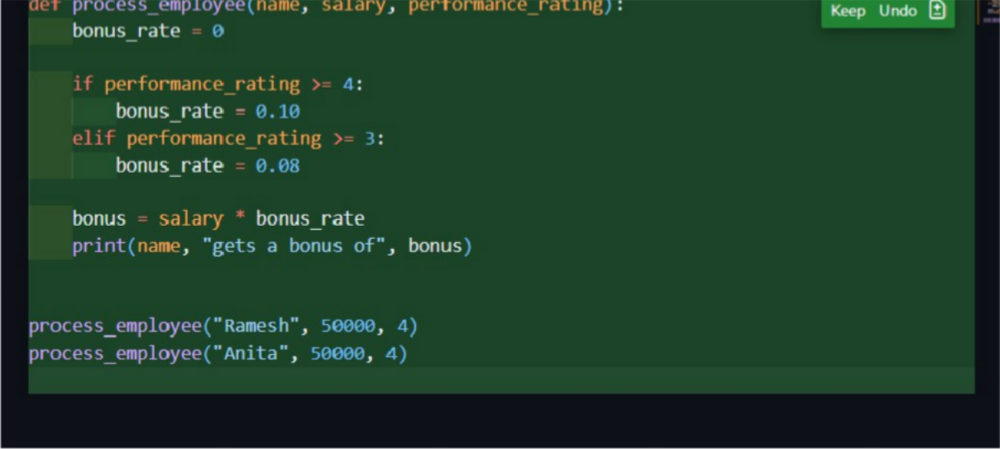 def process_employee(name, salary, performance_rating):
Keep Undo
    bonus_rate = 0

    if performance_rating >= 4:
        bonus_rate = 0.10
    elif performance_rating >= 3:
        bonus_rate = 0.08

    bonus = salary * bonus_rate
    print(name, "gets a bonus of", bonus)


process_employee("Ramesh", 50000, 4)
process_employee("Anita", 50000, 4)